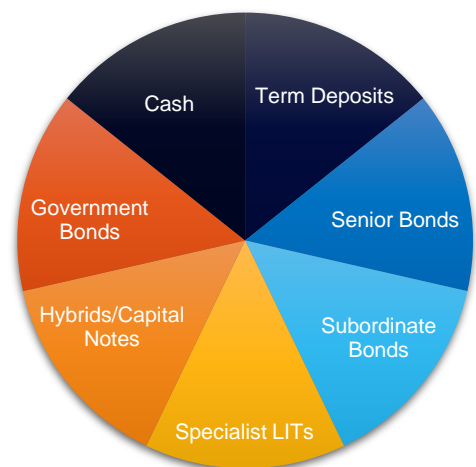 Cash
Term Deposits
Government
Bonds
Senior Bonds
Hybrids/Capital
Notes
Subordinate
Bonds
Specialist LITs